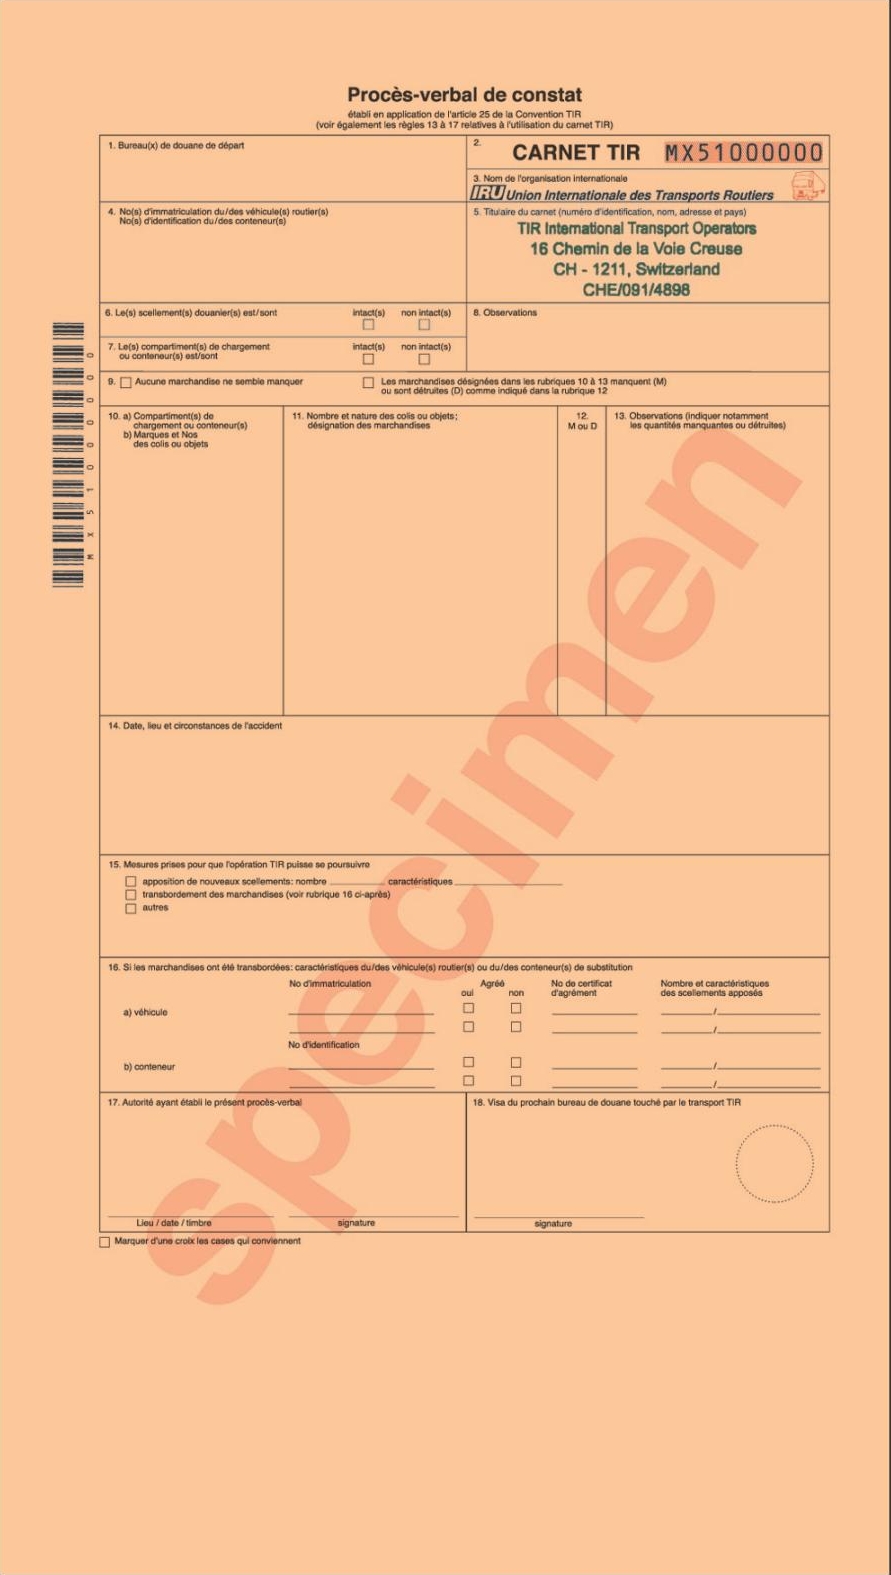 Procès-verbal de constat
établi en application de l'article 25 de la Convention TIR
(voir également les règles 13 à 17 relatives à l'utilisation du carnet TIR)
1. Bureau(x) de douane de départ
2.
CARNET TIR MX51000000
3. Nom de l'organisation internationale
IRU Union Internationale des Transports Routiers
4. No(s) d'immatriculation du/des véhicule(s) routier(s)
No(s) d'identification du/des conteneur(s)
5. Titulaire du carnet (numéro d'identification, nom, adresse et pays)
TIR International Transport Operators
16 Chemin de la Voie Creuse
CH - 1211, Switzerland
CHE/091/4898
6. Le(s) scellement(s) douanier(s) est/sont intact(s) non intact(s)
7. Le(s) compartiment(s) de chargement intact(s) non intact(s)
ou conteneur(s) est/sont
8. Observations
9. Aucune marchandise ne semble manquer
Les marchandises désignées dans les rubriques 10 à 13 manquent (M)
ou sont détruites (D) comme indiqué dans la rubrique 12
10. a) Compartiment(s) de
chargement ou conteneur(s)
b) Marques et Nos
des colis ou objets
11. Nombre et nature des colis ou objets;
désignation des marchandises
12.
M ou D
13. Observations (indiquer notamment
les quantités manquantes ou détruites)
MX51000000
14. Date, lieu et circonstances de l'accident
15. Mesures prises pour que l'opération TIR puisse se poursuivre
apposition de nouveaux scellements: nombre caractéristiques
transbordement des marchandises (voir rubrique 16 ci-après)
autres
16. Si les marchandises ont été transbordées: caractéristiques du/des véhicule(s) routier(s) ou du/des conteneur(s) de substitution
No d'immatriculation
Agréé
oui non
No de certificat
d'agrément
Nombre et caractéristiques
des scellements apposés
a) véhicule /
/
No d'identification
b) conteneur /
/
17. Autorité ayant établi le présent procès-verbal
18. Visa du prochain bureau de douane touché par le transport TIR
Lieu / date / timbre signature
signature
Marquer d'une croix les cases qui conviennent
specimen